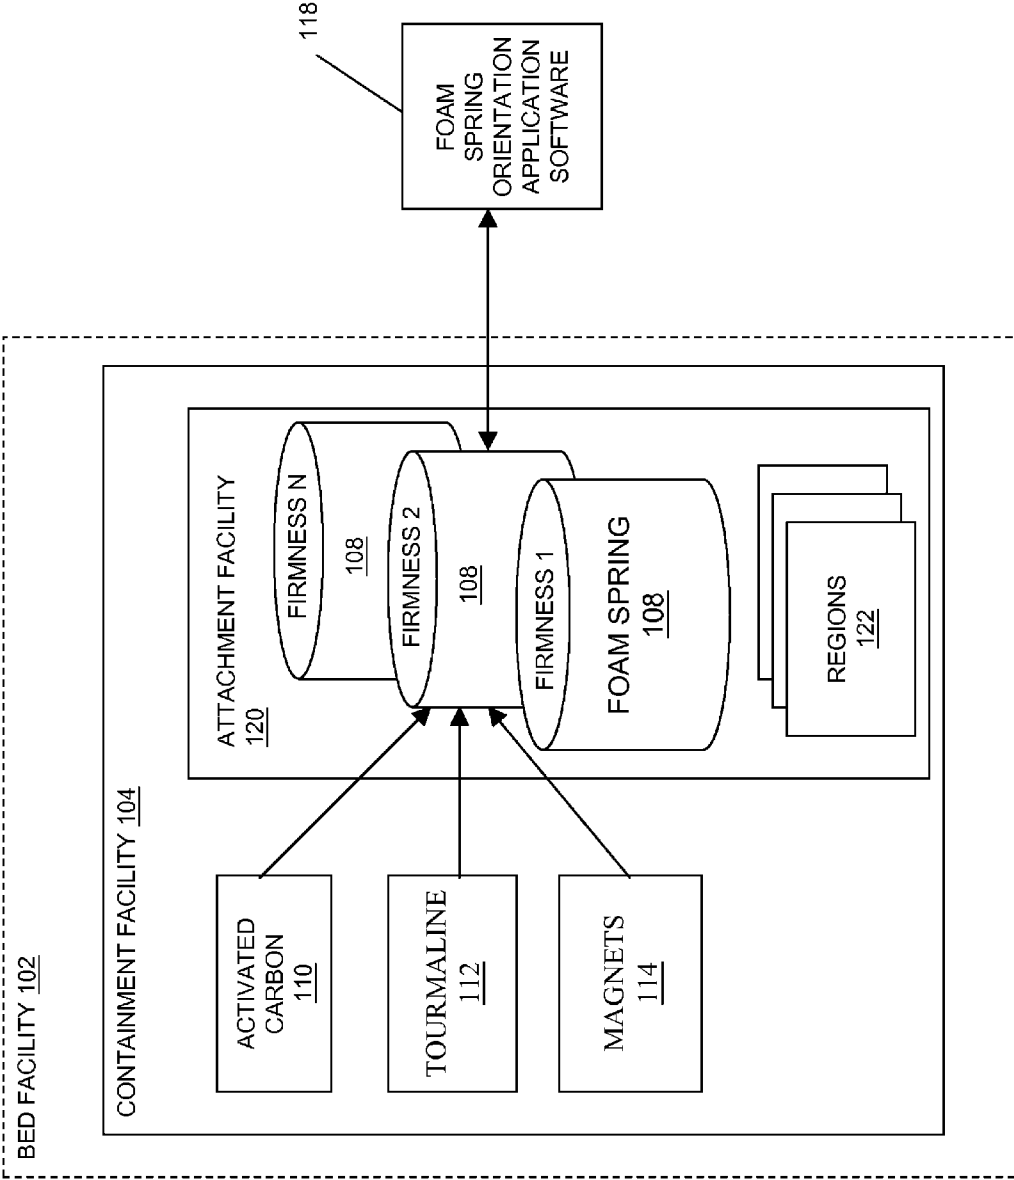 BED FACILITY 102
CONTAINMENT FACILITY 104
ATTACHMENT FACILITY
120
ACTIVATED
CARBON
110
TOURMALINE
112
MAGNETS
114
FIRMNESS N
108
FIRMNESS 2
108
FIRMNESS 1
FOAM SPRING
108
REGIONS
122
118
FOAM
SPRING
ORIENTATION
APPLICATION
SOFTWARE